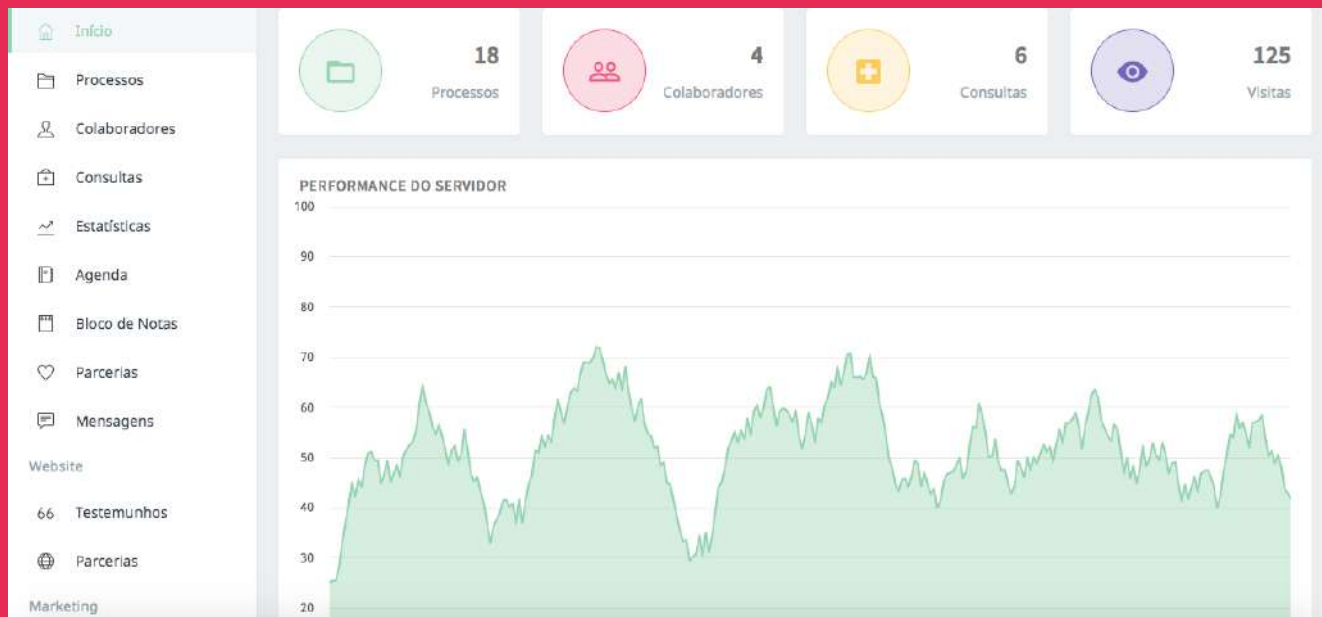 Início
Processos
Colaboradores
Consultas
Estatísticas
Agenda
Bloco de Notas
Parcerias
Mensagens
Website
Testemunhos
Parcerias
Marketing
18
Processos
4
Colaboradores
6
Consultas
125
Visitas
PERFORMANCE DO SERVIDOR
100
90
80
70
60
50
40
30
20